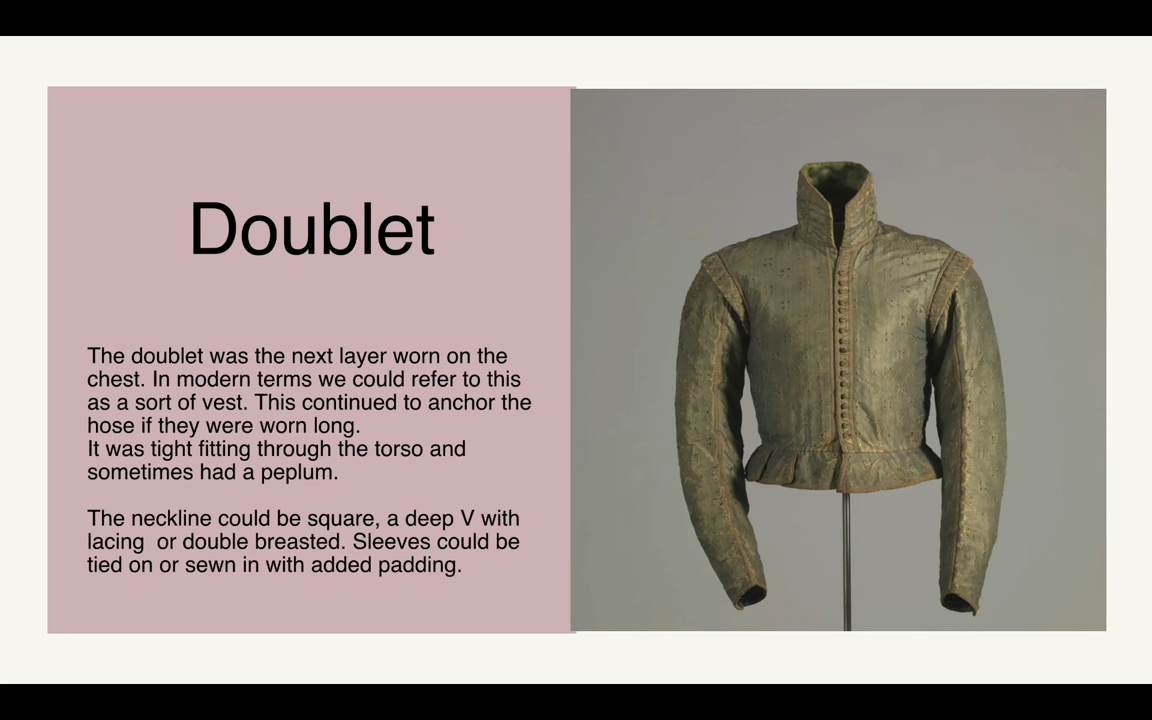 Doublet
The doublet was the next layer worn on the
chest. In modern terms we could refer to this
as a sort of vest. This continued to anchor the
hose if they were worn long.
It was tight fitting through the torso and
sometimes had a peplum.
The neckline could be square, a deep V with
lacing  or double breasted. Sleeves could be
tied on or sewn in with added padding.